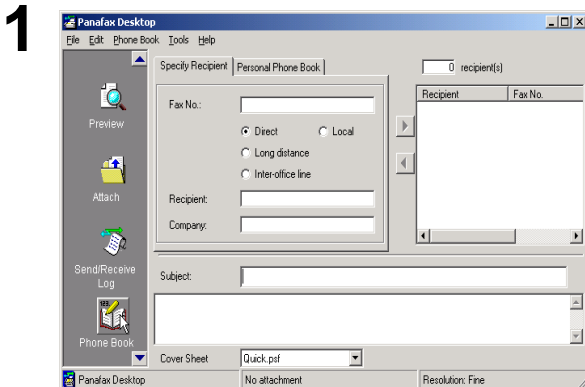 1
Panafax Desktop
File Edit Phone Book Tools Help
Specify Recipient Personal Phone Book
0 recipient(s)
Recipient Fax No.
Fax No.:
Direct Local
Long distance
Inter-office line
Recipient:
Company:
Preview
Attach
Send/Receive
Log
123..
Phone Book
Subject:
Cover Sheet Quick.psf
Panafax Desktop No attachment Resolution: Fine